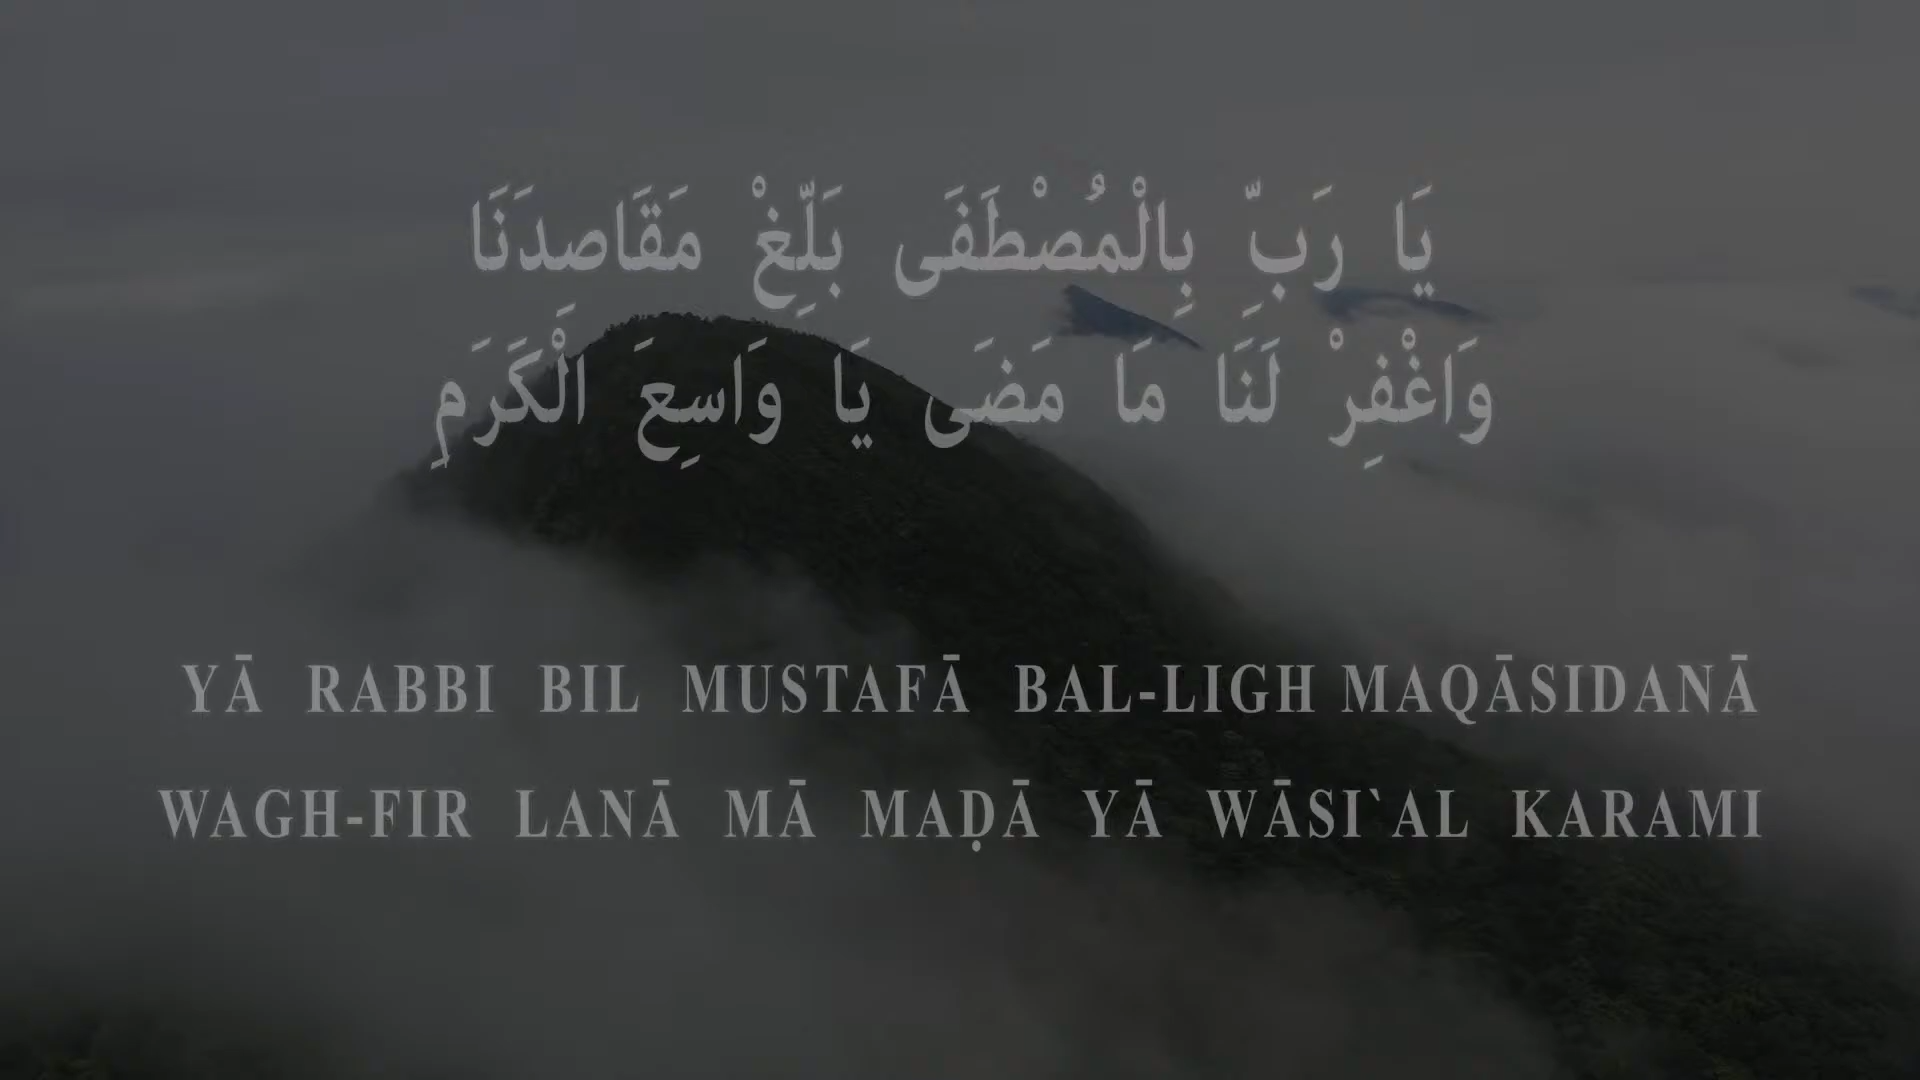 يَا رَبِّ بِالْمُصْطَفَى بَلِّغْ مَقَاصِدَنَا
وَاغْفِرْ لَنَا مَا مَضَى يَا وَاسِعَ الْكَرَمِ
YĀ RABBI BIL MUSTAFĀ BAL-LIGH MAQĀSIDANĀ
WAGH-FIR LANĀ MĀ MAḌĀ YĀ WĀSI`AL KARAMI